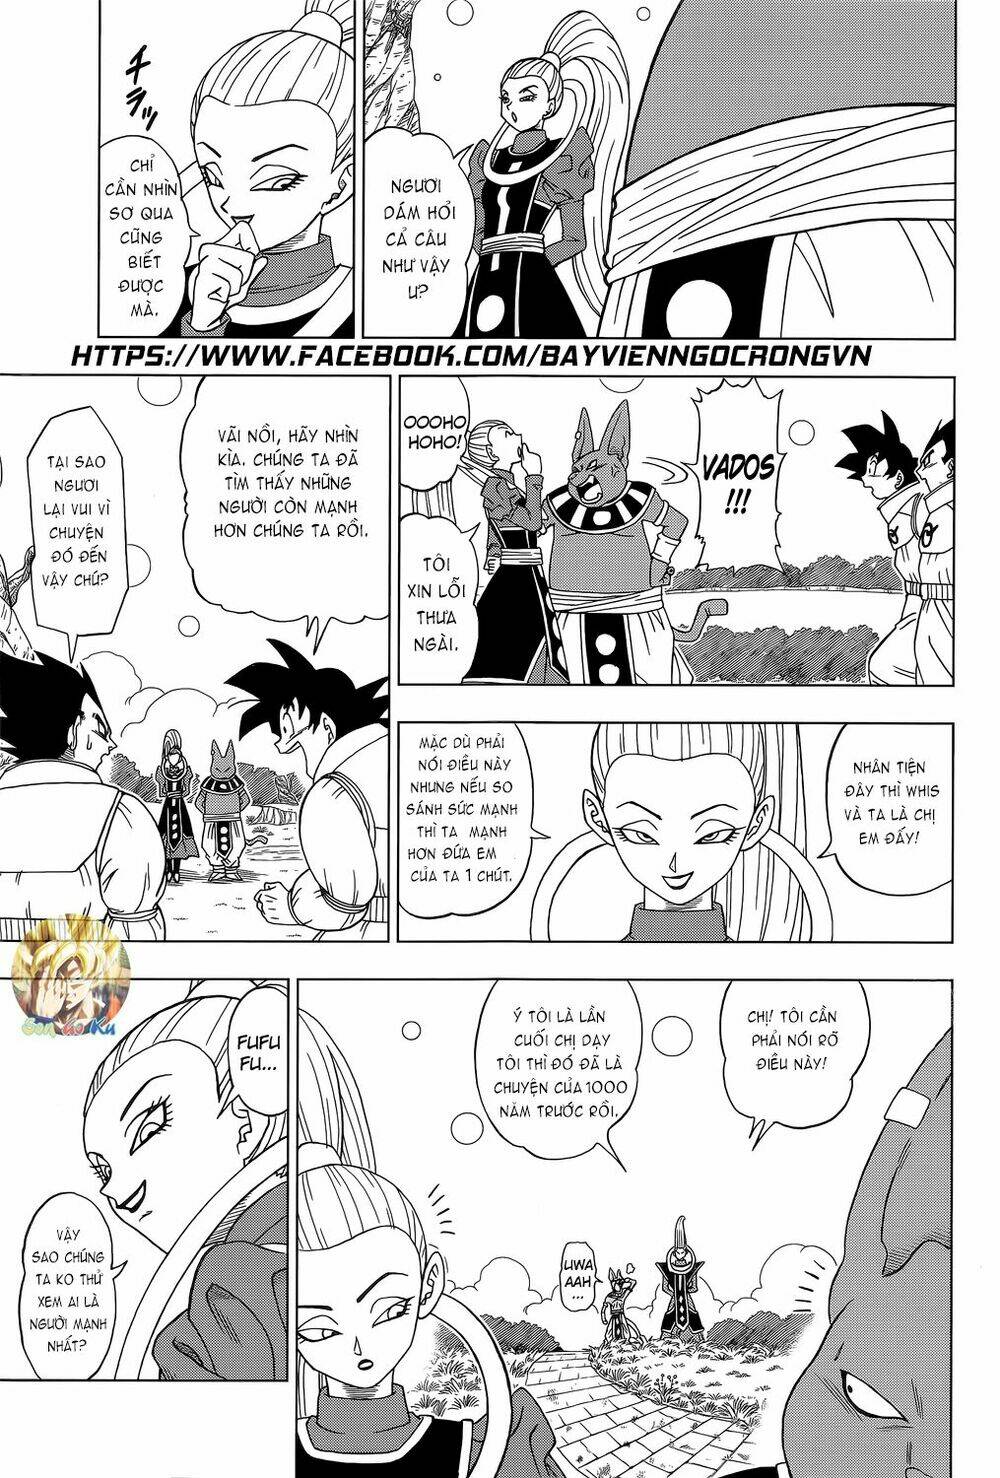 NGƯƠI
DÁM HỎI
CẢ CÂU
NHƯ VẬY
Ư?
チラッ
CHỈ
CẦN NHÌN
SƠ QUA
CŨNG
BIẾT
ĐƯỢC
MÀ.
HTTPS://WWW.FACEBOOK.COM/BAYVIENNGOCRONGVN
VADOS
!!!
OOOHO
HOHO!
TÔI
XIN LỖI
THƯA
NGÀI.
VÃI NỒI, HÃY NHÌN
KÌA. CHÚNG TA ĐÃ
TÌM THẤY NHỮNG
NGƯỜI CÒN MẠNH
HƠN CHÚNG TA RỒI.
TẠI SAO
NGƯƠI
LẠI VUI VÌ
CHUYỆN
ĐÓ ĐẾN
VẬY CHỨ?
NHÂN TIỆN
ĐÂY THÌ WHIS
VÀ TA LÀ CHỊ
EM ĐẤY!
MẶC DÙ PHẢI
NÓI ĐIỀU NÀY
NHƯNG NẾU SO
SÁNH SỨC MẠNH
THÌ TA MẠNH
HƠN ĐỨA EM
CỦA TA 1 CHÚT.
CHỊ! TÔI CẦN
PHẢI NÓI RÕ
ĐIỀU NÀY!
Ý TÔI LÀ LẦN
CUỐI CHỊ DẠY
TÔI THÌ ĐÓ ĐÃ LÀ
CHUYỆN CỦA 1000
NĂM TRƯỚC RỒI.
UWA
AAH
...
FUFU
FU...
VẬY
SAO CHÚNG
TA KO THỬ
XEM AI LÀ
NGƯỜI MẠNH
NHẤT?
Son Go Ku